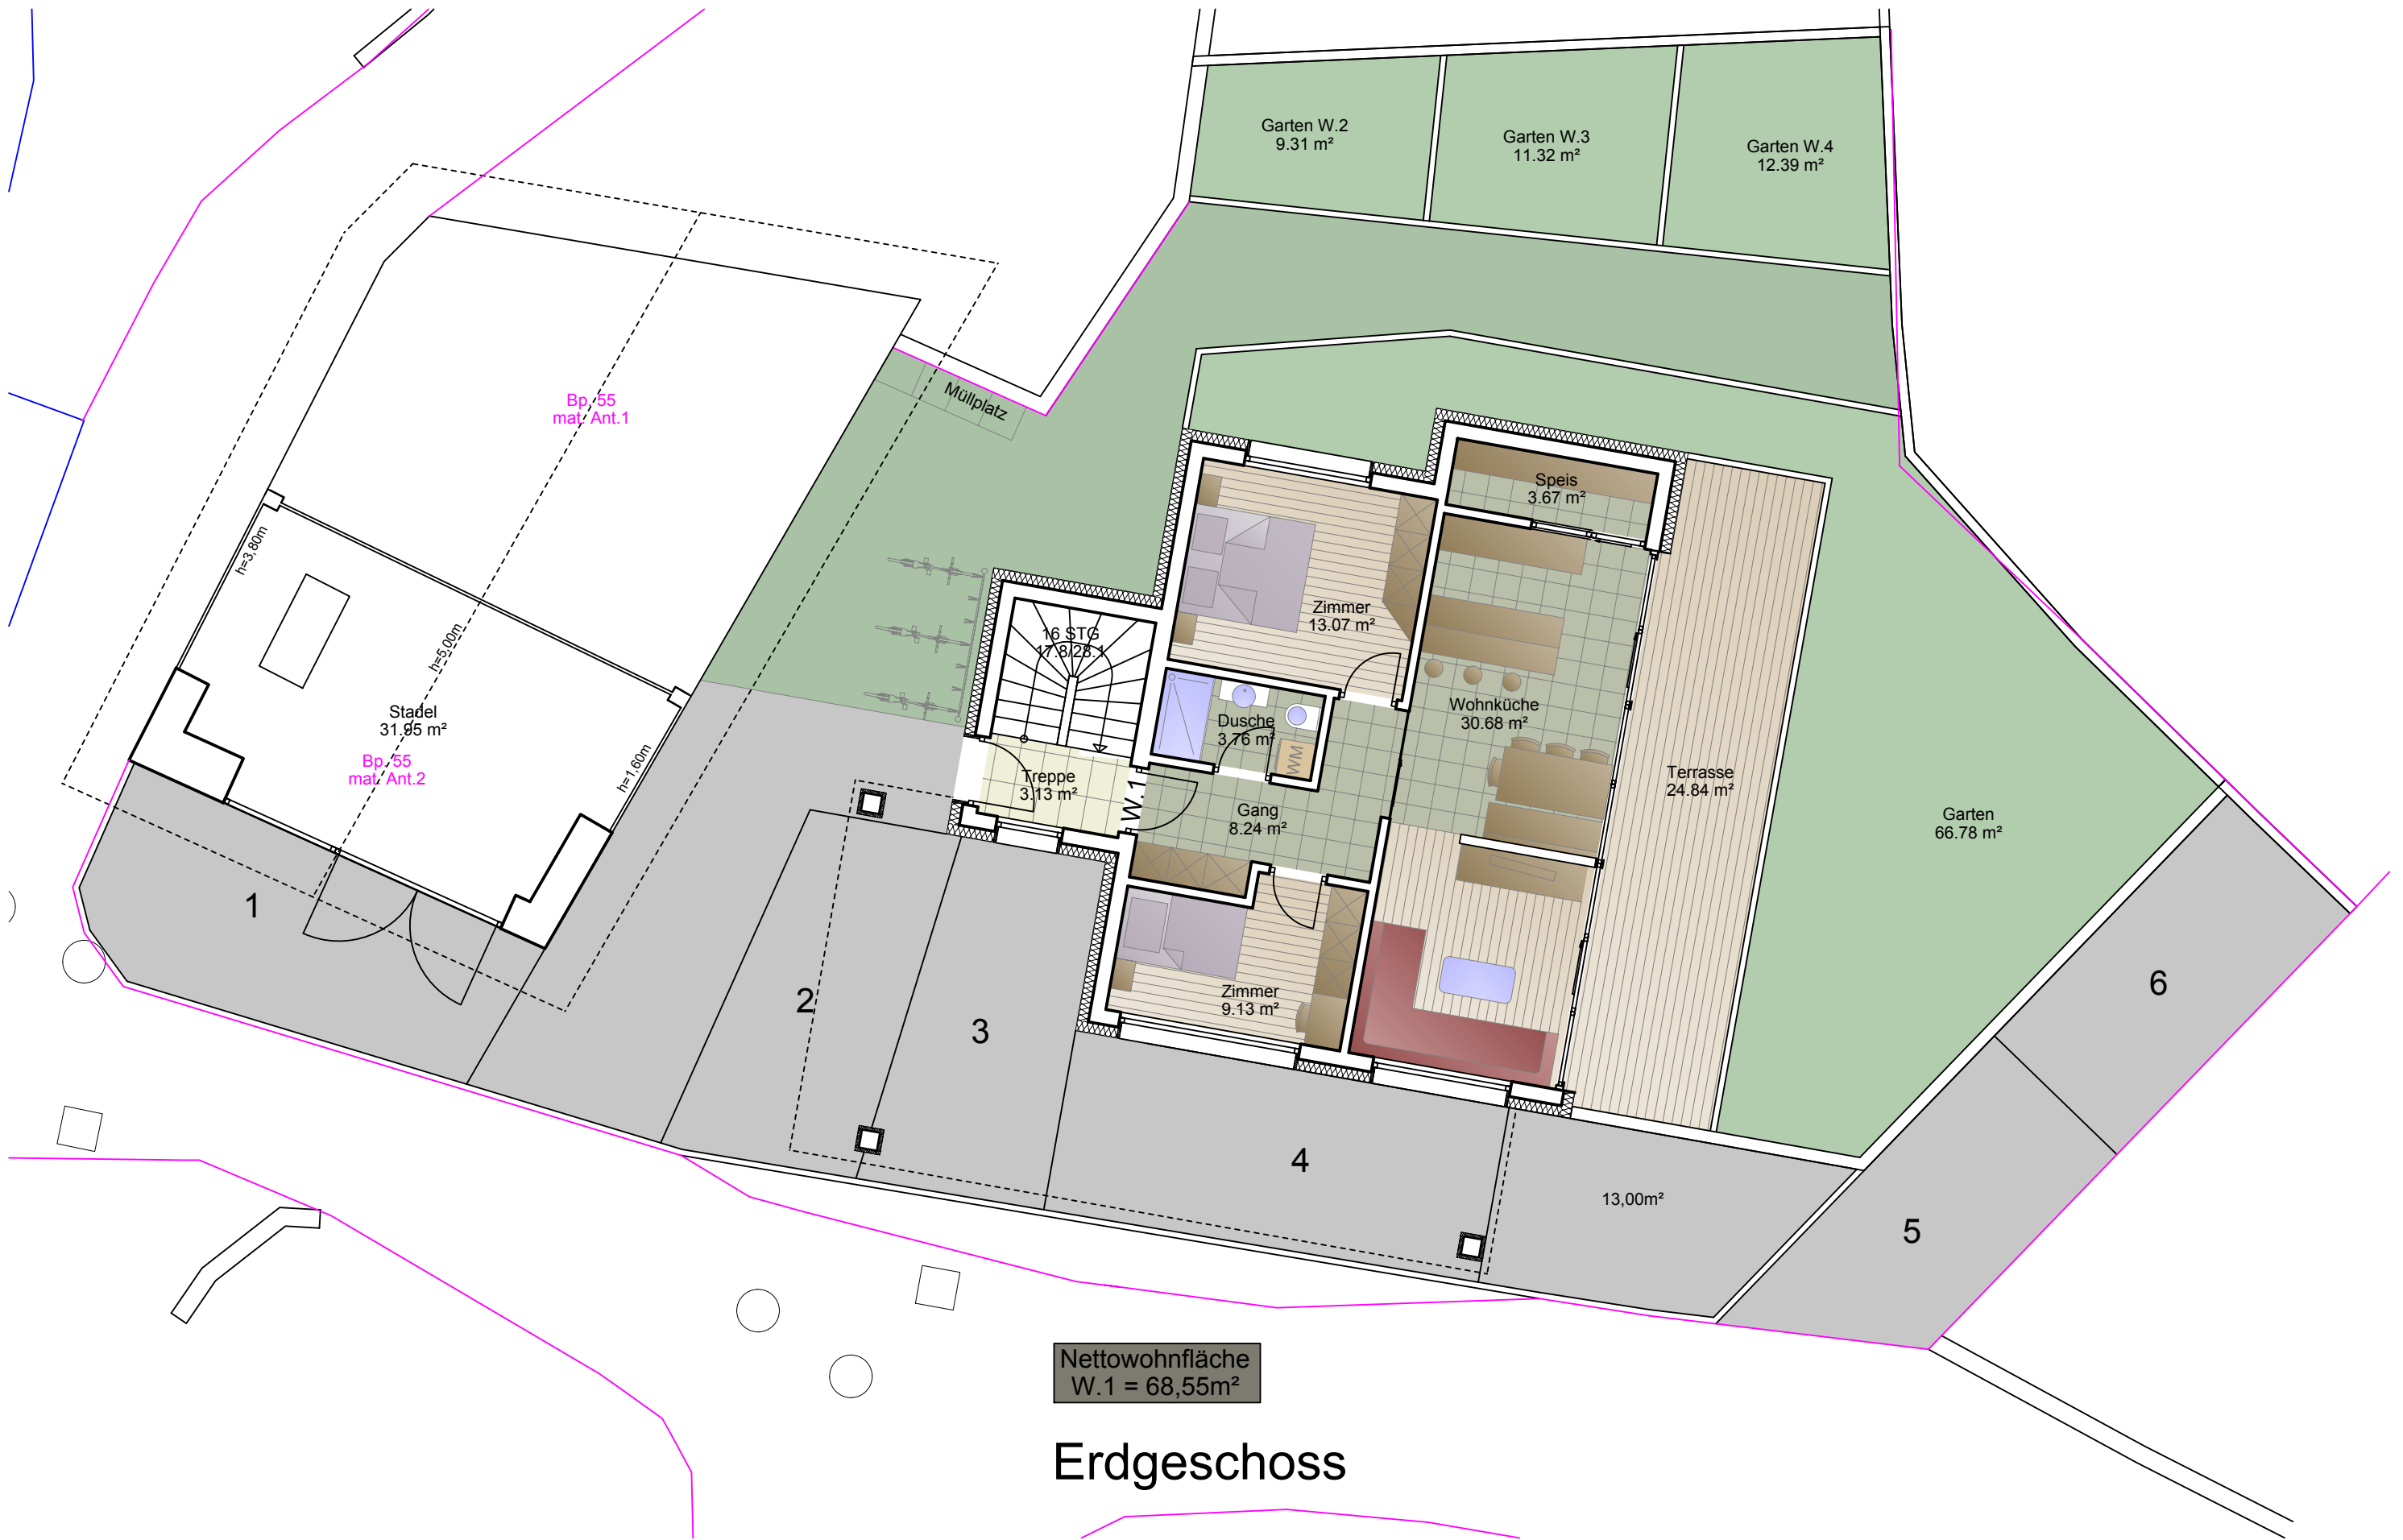 Garten W.2
9.31 m²
Garten W.3
11.32 m²
Garten W.4
12.39 m²
Müllplatz
Bp. 55
mat. Ant.1
Speis
3.67 m²
h=3,80m
Zimmer
13.07 m²
16 STG
17.8/28.1
h=5,00m
Stadel
31.95 m²
Wohnküche
30.68 m²
Dusche
3.76 m²
WM
Bp. 55
mat. Ant.2
h=1,60m
Treppe
3.13 m²
W.1
Terrasse
24.84 m²
Gang
8.24 m²
Garten
66.78 m²
1
2
3
Zimmer
9.13 m²
6
4
13,00m²
5
Nettowohnfläche
W.1 = 68,55m²
Erdgeschoss